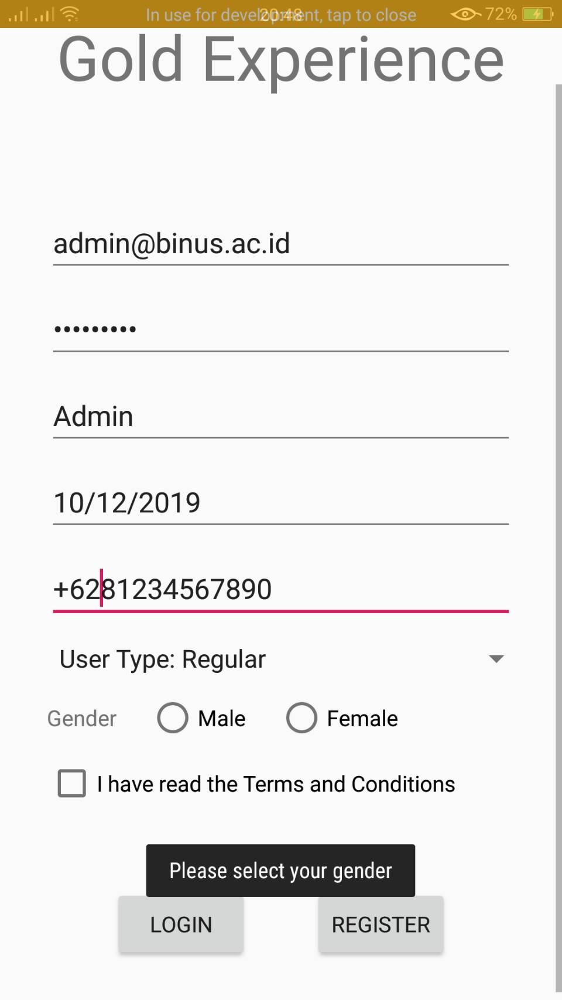 In use for development, tap to close
20:48
72%
Gold Experience
admin@binus.ac.id
•••••••••
Admin
10/12/2019
+6281234567890
User Type: Regular
Gender Male Female
I have read the Terms and Conditions
Please select your gender
LOGIN REGISTER